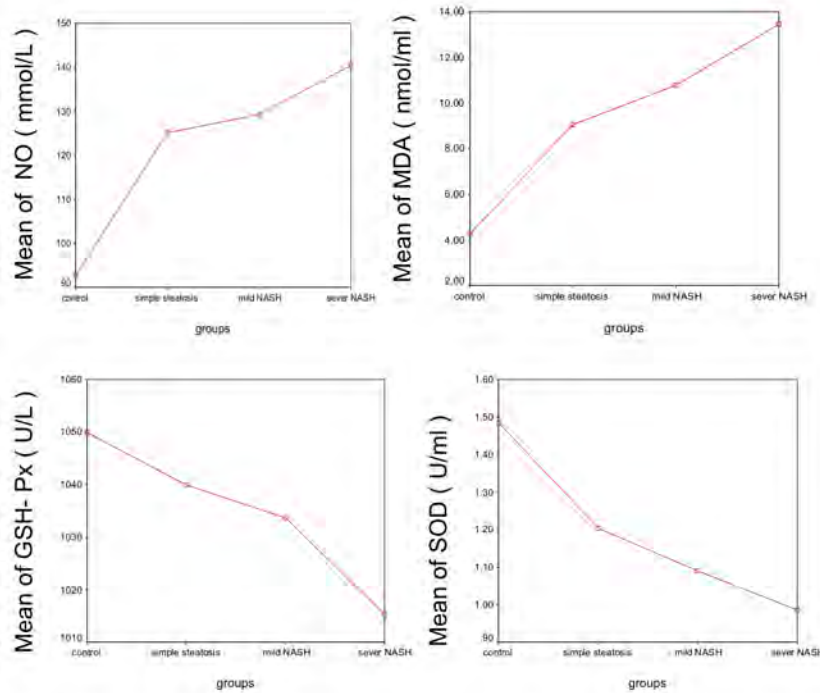 Mean of NO ( mmol/L )
150
140
130
120
110
100
90
control simple steatosis mild NASH sever NASH
groups
Mean of MDA ( nmol/ml )
14.00
12.00
10.00
8.00
6.00
4.00
2.00
control simple steatosis mild NASH sever NASH
groups
Mean of GSH- Px ( U/L )
1060
1050
1040
1030
1020
1010
control simple steatosis mild NASH sever NASH
groups
Mean of SOD ( U/ml )
1.60
1.50
1.40
1.30
1.20
1.10
1.00
90
control simple steatosis mild NASH sever NASH
groups